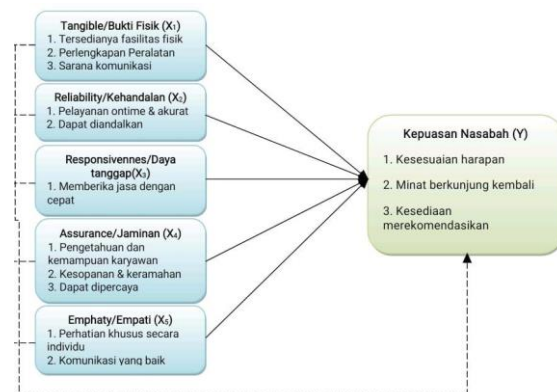 Tangible/Bukti Fisik (X₁)
1. Tersedianya fasilitas fisik
2. Perlengkapan Peralatan
3. Sarana komunikasi
Reliability/Kehandalan (X₂)
1. Pelayanan ontime & akurat
2. Dapat diandalkan
Responsivennes/Daya
tanggap(X₃)
1. Memberika jasa dengan
cepat
Assurance/Jaminan (X₄)
1. Pengetahuan dan
kemampuan karyawan
2. Kesopanan & keramahan
3. Dapat dipercaya
Emphaty/Empati (X₅)
1. Perhatian khusus secara
individu
2. Komunikasi yang baik
Kepuasan Nasabah (Y)
1. Kesesuaian harapan
2. Minat berkunjung kembali
3. Kesediaan
merekomendasikan